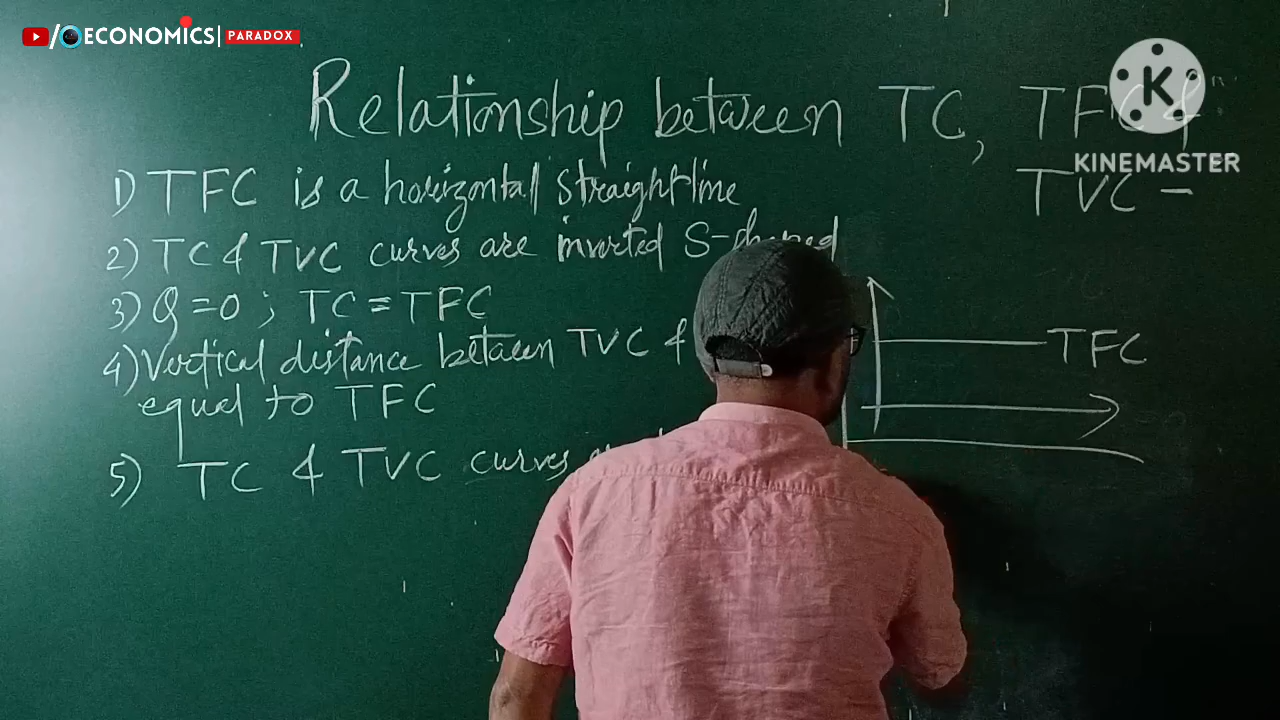 / ECONOMICS| PARADOX
Relationship between TC, TFC &
KINEMASTER
TVC -
1) TFC is a horizontal straight line
2) TC & TVC curves are inverted S-shaped
3) Q = 0 ; TC = TFC
4) Vertical distance between TVC &
equal to TFC
5) TC & TVC curves
TFC